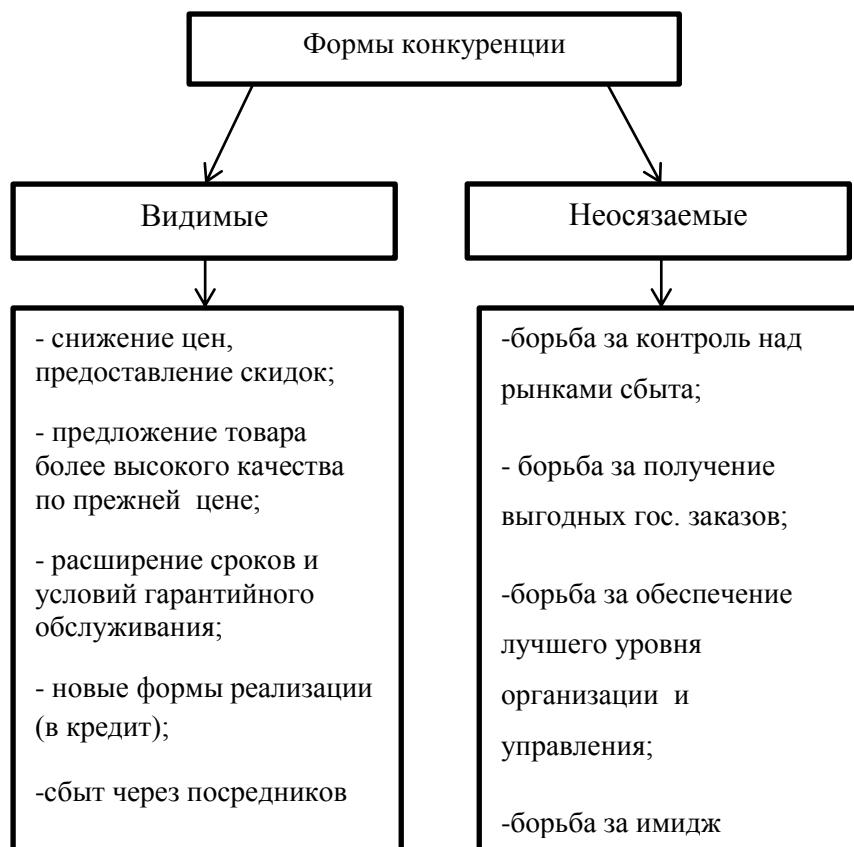 Формы конкуренции
Видимые
- снижение цен,
предоставление скидок;
- предложение товара
более высокого качества
по прежней цене;
- расширение сроков и
условий гарантийного
обслуживания;
- новые формы реализации
(в кредит);
-сбыт через посредников
Неосязаемые
-борьба за контроль над
рынками сбыта;
- борьба за получение
выгодных гос. заказов;
-борьба за обеспечение
лучшего уровня
организации и
управления;
-борьба за имидж